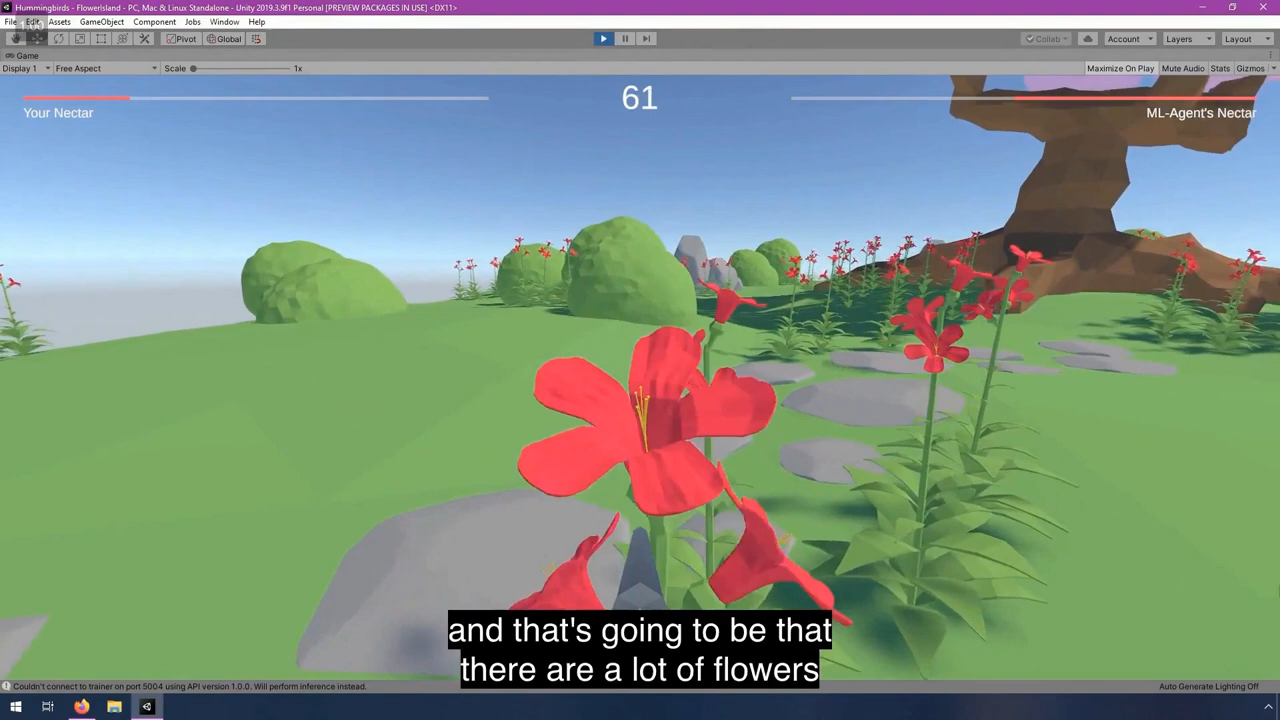 Hummingbirds - FlowerIsland - PC, Mac & Linux Standalone - Unity 2019.3.9f1 Personal [PREVIEW PACKAGES IN USE] <DX11>
File Edit Assets GameObject Component Jobs Window Help
Pivot Global Collab Account Layers Layout
Game
Display 1 Free Aspect Scale 1x Maximize On Play Mute Audio Stats Gizmos
61
Your Nectar ML-Agent's Nectar
and that's going to be that
there are a lot of flowers
Couldn't connect to trainer on port 5004 using API version 1.0.0. Will perform inference instead. Auto Generate Lighting Off